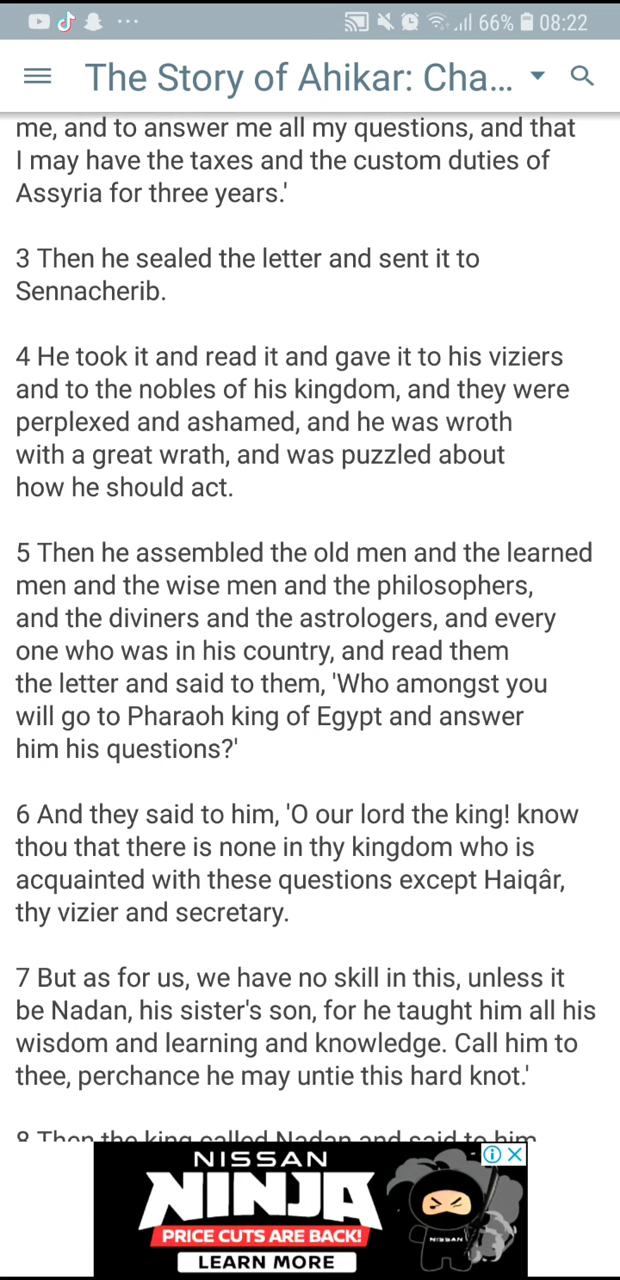 66% 08:22
The Story of Ahikar: Cha...
me, and to answer me all my questions, and that
I may have the taxes and the custom duties of
Assyria for three years.'
3 Then he sealed the letter and sent it to
Sennacherib.
4 He took it and read it and gave it to his viziers
and to the nobles of his kingdom, and they were
perplexed and ashamed, and he was wroth
with a great wrath, and was puzzled about
how he should act.
5 Then he assembled the old men and the learned
men and the wise men and the philosophers,
and the diviners and the astrologers, and every
one who was in his country, and read them
the letter and said to them, 'Who amongst you
will go to Pharaoh king of Egypt and answer
him his questions?'
6 And they said to him, 'O our lord the king! know
thou that there is none in thy kingdom who is
acquainted with these questions except Haiqâr,
thy vizier and secretary.
7 But as for us, we have no skill in this, unless it
be Nadan, his sister's son, for he taught him all his
wisdom and learning and knowledge. Call him to
thee, perchance he may untie this hard knot.'
8 Then the king called Nadan and said to him
NISSAN
NINJA
PRICE CUTS ARE BACK!
LEARN MORE
NISSAN